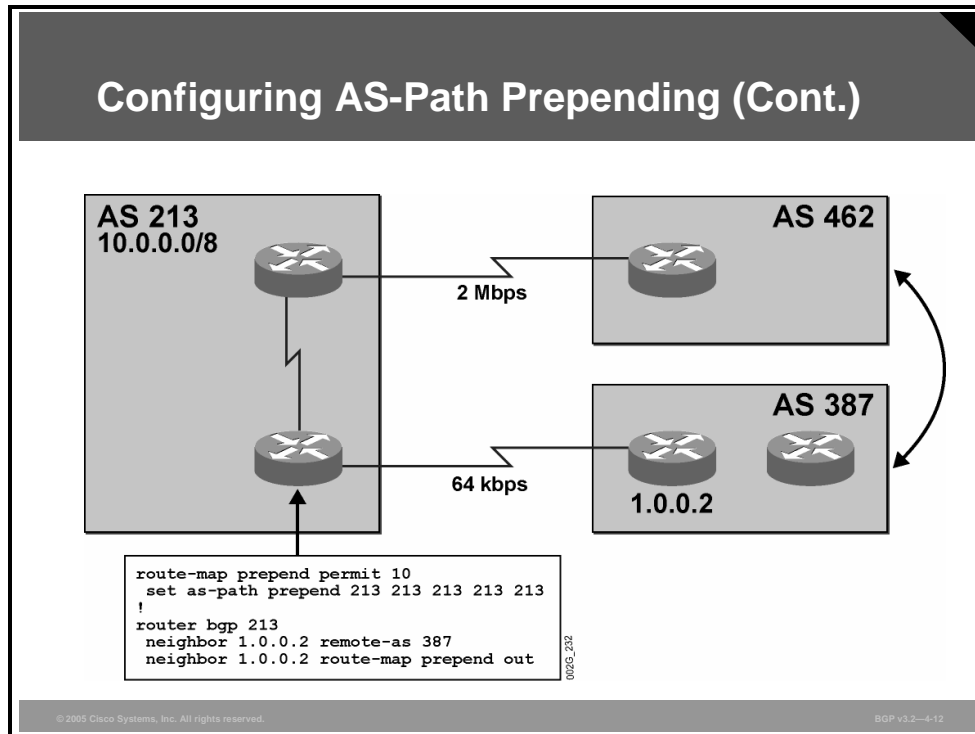 Configuring AS-Path Prepending (Cont.)
AS 213
10.0.0.0/8
AS 462
2 Mbps
AS 387
64 kbps
1.0.0.2
route-map prepend permit 10
set as-path prepend 213 213 213 213 213
!
router bgp 213
neighbor 1.0.0.2 remote-as 387
neighbor 1.0.0.2 route-map prepend out
002G_232
© 2005 Cisco Systems, Inc. All rights reserved.
BGP v3.2—4-12